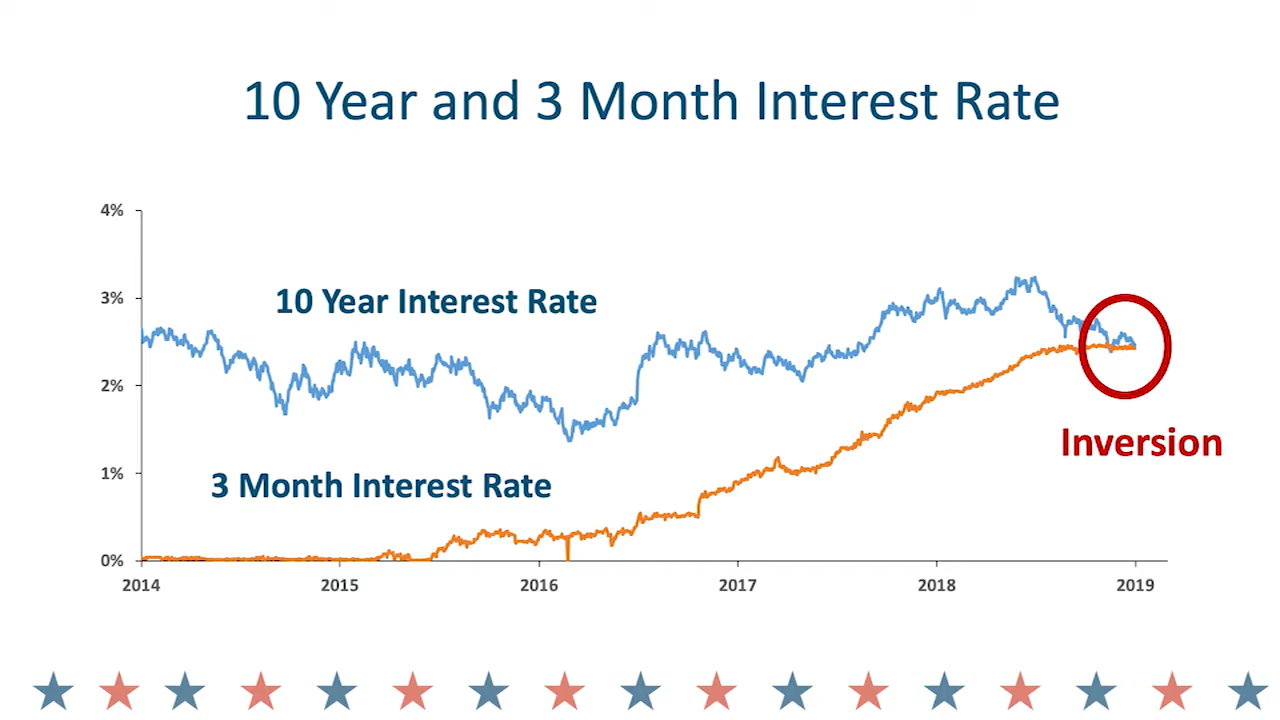 10 Year and 3 Month Interest Rate
4%
3%
10 Year Interest Rate
2%
Inversion
1%
3 Month Interest Rate
0%
2014 2015 2016 2017 2018 2019